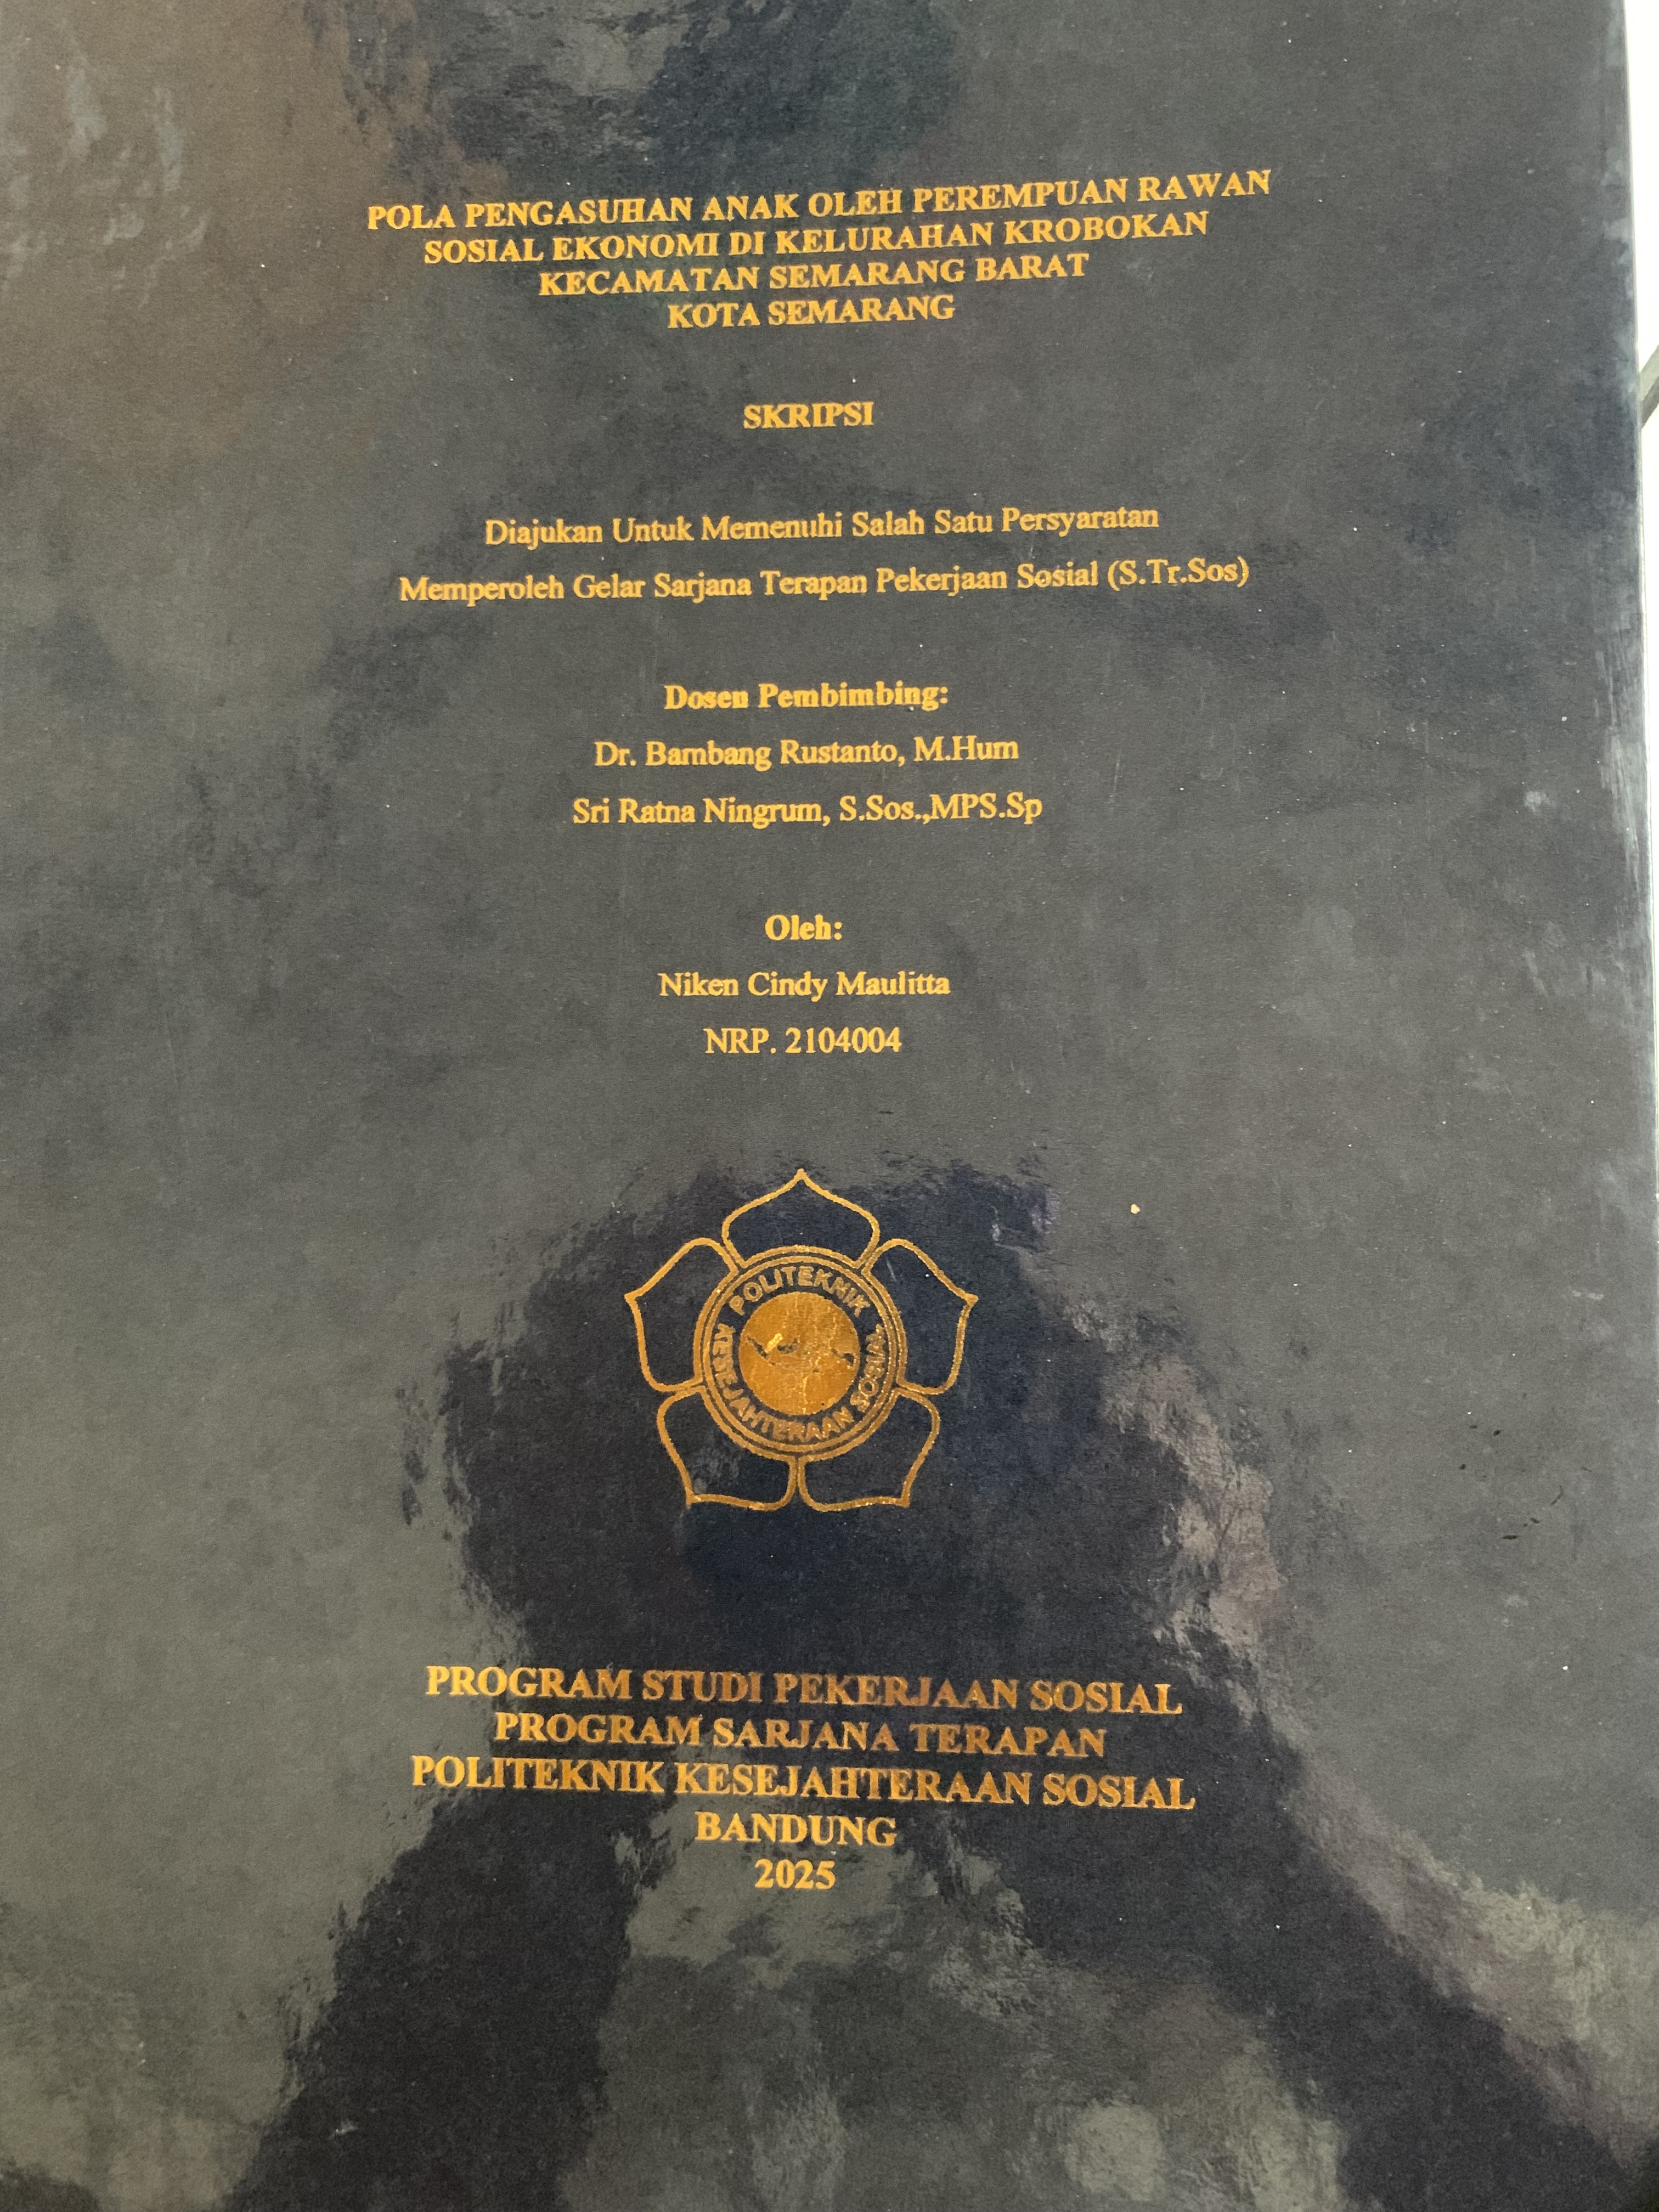 POLA PENGASUHAN ANAK OLEH PEREMPUAN RAWAN
SOSIAL EKONOMI DI KELURAHAN KROBOKAN
KECAMATAN SEMARANG BARAT
KOTA SEMARANG
SKRIPSI
Diajukan Untuk Memenuhi Salah Satu Persyaratan
Memperoleh Gelar Sarjana Terapan Pekerjaan Sosial (S.Tr.Sos)
Dosen Pembimbing:
Dr. Bambang Rustanto, M.Hum
Sri Ratna Ningrum, S.Sos.,MPS.Sp
Oleh:
Niken Cindy Maulitta
NRP. 2104004
POLITEKNIK
KESEJAHTERAAN SOSIAL
PROGRAM STUDI PEKERJAAN SOSIAL
PROGRAM SARJANA TERAPAN
POLITEKNIK KESEJAHTERAAN SOSIAL
BANDUNG
2025